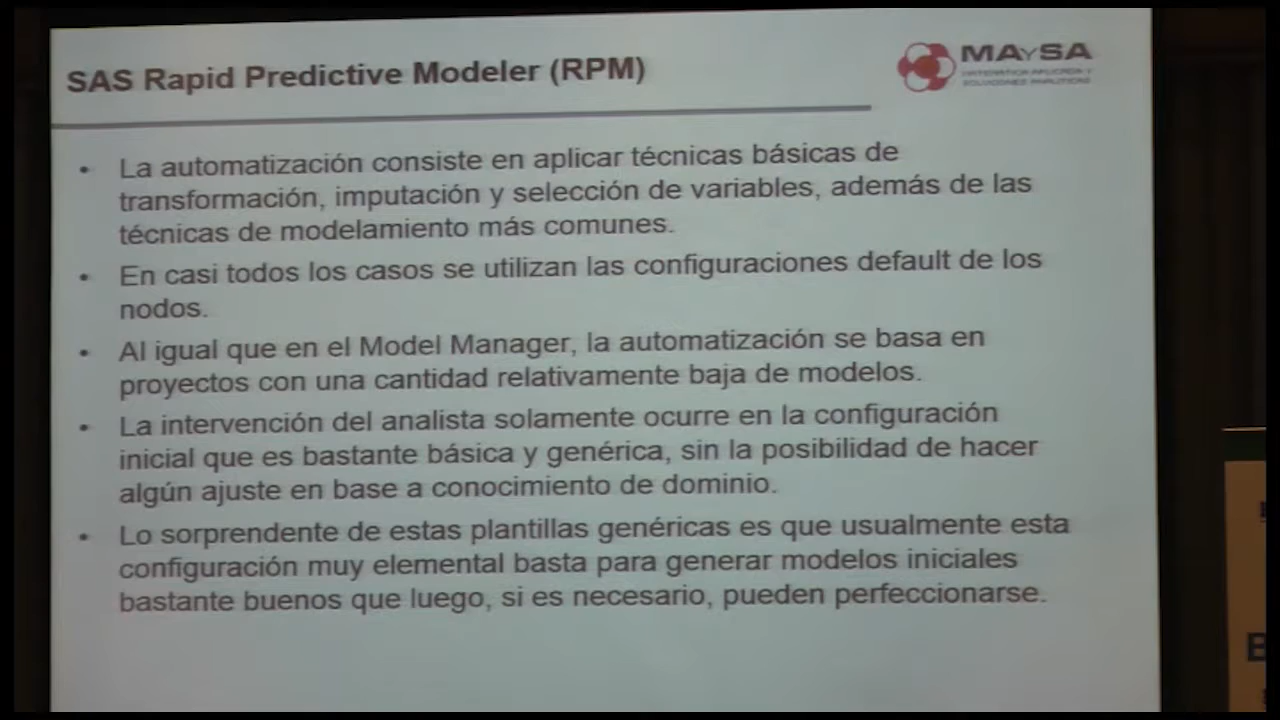 SAS Rapid Predictive Modeler (RPM)
MAYSA
MATEMATICA APLICADA Y
SOLUCIONES ANALITICAS
• La automatización consiste en aplicar técnicas básicas de
transformación, imputación y selección de variables, además de las
técnicas de modelamiento más comunes.
• En casi todos los casos se utilizan las configuraciones default de los
nodos.
• Al igual que en el Model Manager, la automatización se basa en
proyectos con una cantidad relativamente baja de modelos.
• La intervención del analista solamente ocurre en la configuración
inicial que es bastante básica y genérica, sin la posibilidad de hacer
algún ajuste en base a conocimiento de dominio.
• Lo sorprendente de estas plantillas genéricas es que usualmente esta
configuración muy elemental basta para generar modelos iniciales
bastante buenos que luego, si es necesario, pueden perfeccionarse.